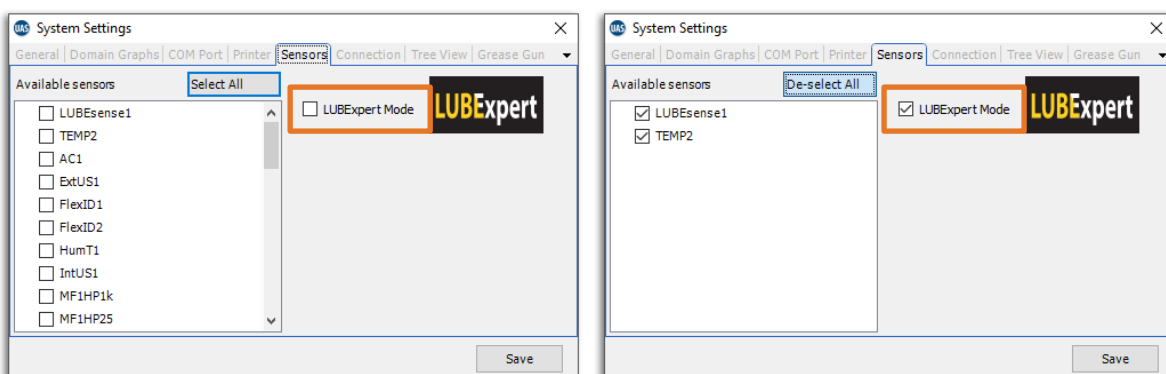 UAS System Settings
General Domain Graphs COM Port Printer Sensors Connection Tree View Grease Gun
Available sensors Select All
LUBExpert Mode LUBExpert
LUBEsense1
TEMP2
AC1
ExtUS1
FlexID1
FlexID2
HumT1
IntUS1
MF1HP1k
MF1HP25
Save
UAS System Settings
General Domain Graphs COM Port Printer Sensors Connection Tree View Grease Gun
Available sensors De-select All
LUBExpert Mode LUBExpert
LUBEsense1
TEMP2
Save